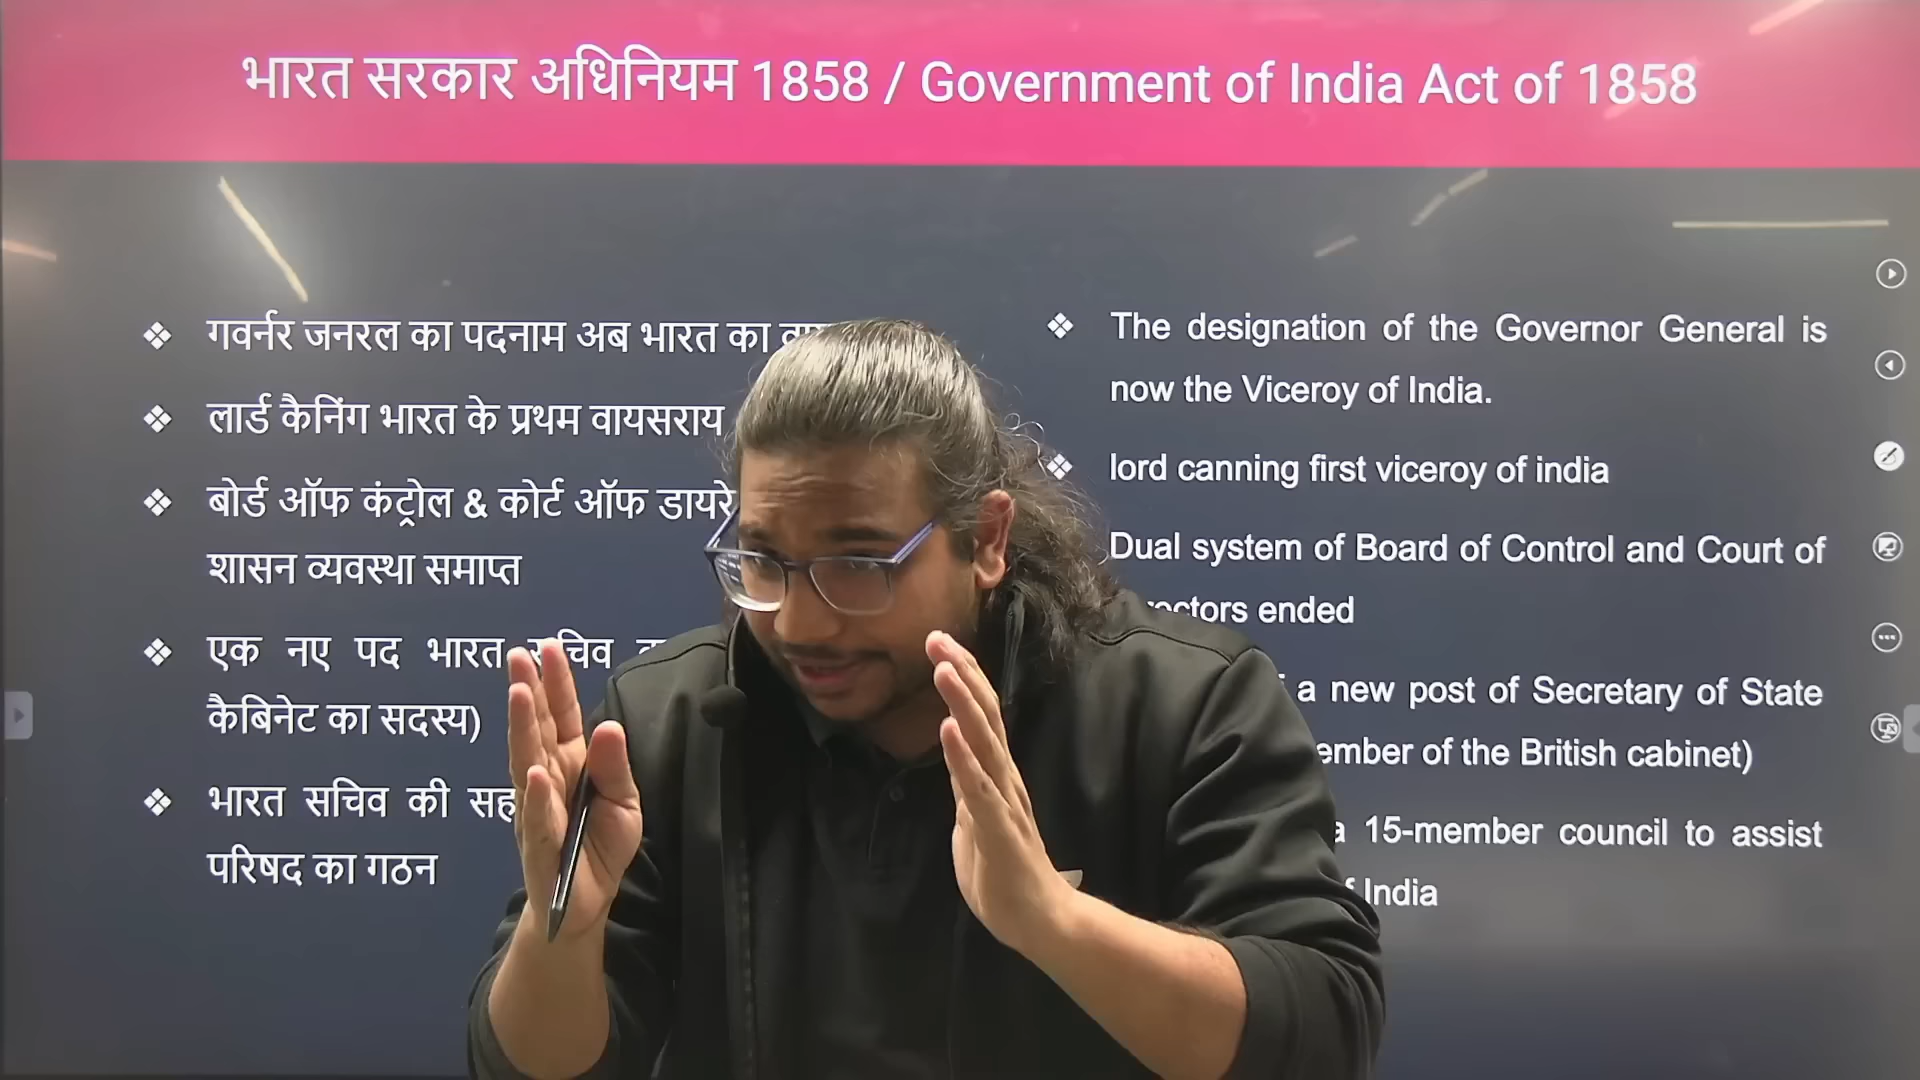 भारत सरकार अधिनियम 1858 / Government of India Act of 1858
❖ गवर्नर जनरल का पदनाम अब भारत का
❖ लार्ड कैनिंग भारत के प्रथम वायसराय
❖ बोर्ड ऑफ कंट्रोल & कोर्ट ऑफ
शासन व्यवस्था समाप्त
❖ एक नए पद भारत सचिव
कैबिनेट का सदस्य)
❖ भारत सचिव की
परिषद का गठन
❖ The designation of the Governor General is
now the Viceroy of India.
❖ lord canning first viceroy of india
Dual system of Board of Control and Court of
ended
a new post of Secretary of State
of the British cabinet)
a 15-member council to assist
India